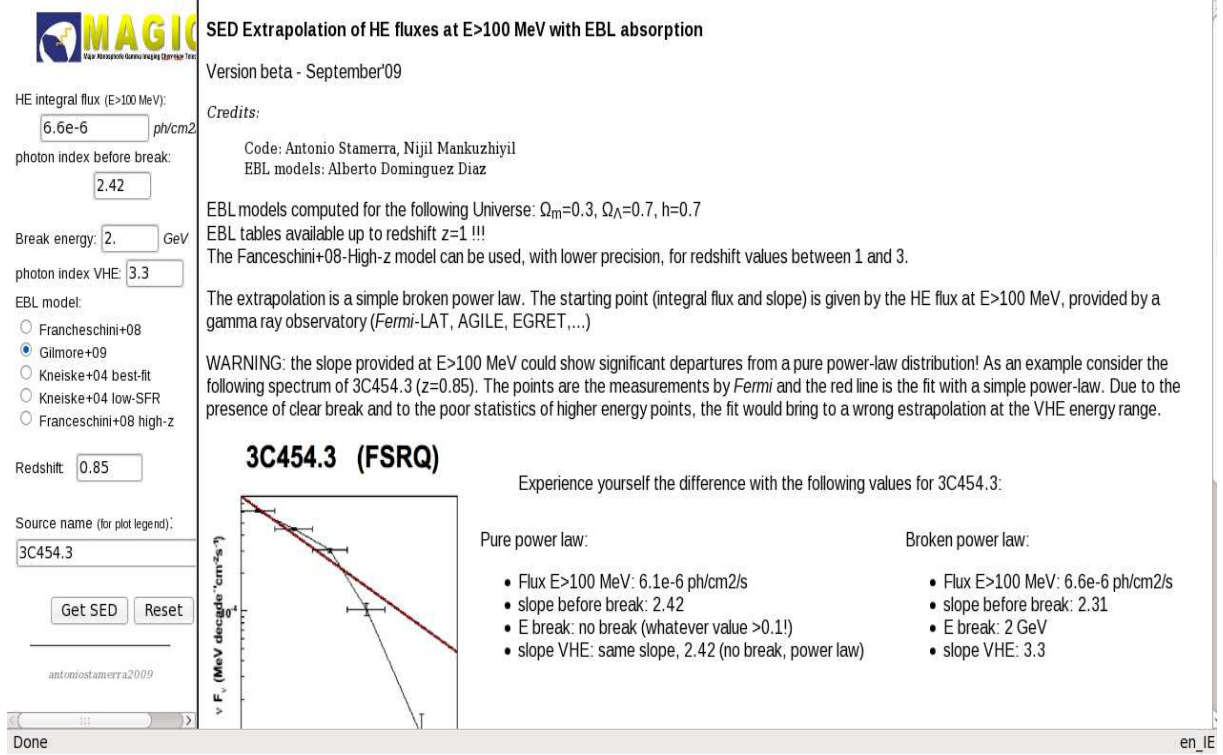 MAGIC
Major Atmospheric Gamma Imaging Cherenkov Tele
HE integral flux (E>100 MeV):
6.6e-6 ph/cm2/
photon index before break:
2.42
Break energy: 2. GeV
photon index VHE: 3.3
EBL model:
Francheschini+08
Gilmore+09
Kneiske+04 best-fit
Kneiske+04 low-SFR
Franceschini+08 high-z
Redshift: 0.85
Source name (for plot legend):
3C454.3
Get SED Reset
antoniostamerra2009
SED Extrapolation of HE fluxes at E>100 MeV with EBL absorption
Version beta - September'09
Credits:
Code: Antonio Stamerra, Nijil Mankuzhiyil
EBL models: Alberto Dominguez Diaz
EBL models computed for the following Universe: Ωm=0.3, ΩΛ=0.7, h=0.7
EBL tables available up to redshift z=1 !!!
The Fanceschini+08-High-z model can be used, with lower precision, for redshift values between 1 and 3.
The extrapolation is a simple broken power law. The starting point (integral flux and slope) is given by the HE flux at E>100 MeV, provided by a
gamma ray observatory (Fermi-LAT, AGILE, EGRET,...)
WARNING: the slope provided at E>100 MeV could show significant departures from a pure power-law distribution! As an example consider the
following spectrum of 3C454.3 (z=0.85). The points are the measurements by Fermi and the red line is the fit with a simple power-law. Due to the
presence of clear break and to the poor statistics of higher energy points, the fit would bring to a wrong estrapolation at the VHE energy range.
3C454.3 (FSRQ)
ν Fν (MeV decade⁻¹cm⁻²s⁻¹)
10⁻⁴
Experience yourself the difference with the following values for 3C454.3:
Pure power law:
• Flux E>100 MeV: 6.1e-6 ph/cm2/s
• slope before break: 2.42
• E break: no break (whatever value >0.1!)
• slope VHE: same slope, 2.42 (no break, power law)
Broken power law:
• Flux E>100 MeV: 6.6e-6 ph/cm2/s
• slope before break: 2.31
• E break: 2 GeV
• slope VHE: 3.3
Done en_IE